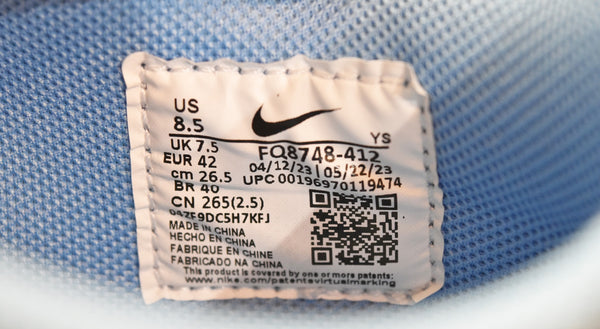 US
8.5
YS
UK 7.5
FQ8748-412
EUR 42
04/12/23 | 05/22/23
cm 26.5
UPC 00196970119474
BR 40
CN 265(2.5)
MADE IN CHINA
HECHO EN CHINA
FABRIQUE EN CHINE
FABRICADO NA CHINA
This product is covered by one or more patents:
www.nike.com/patentsvirtualmarking